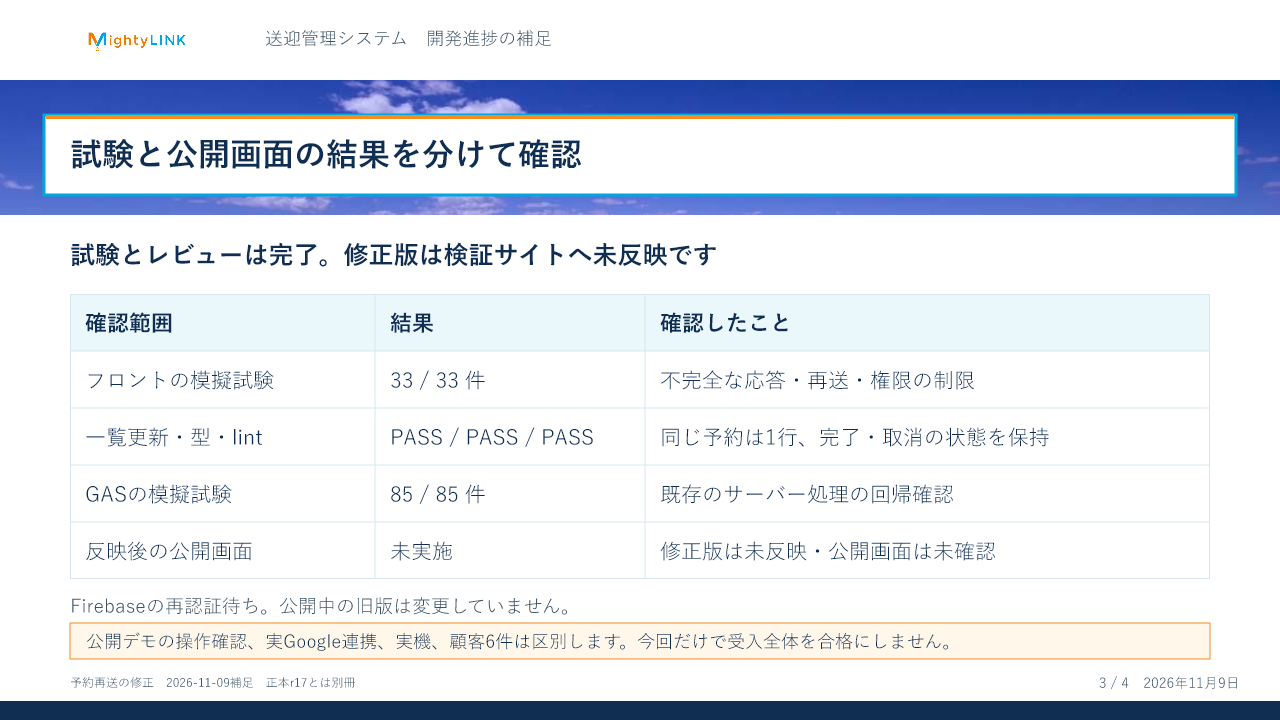 MightyLINK
送迎管理システム　開発進捗の補足
試験と公開画面の結果を分けて確認
試験とレビューは完了。修正版は検証サイトへ未反映です
確認範囲　結果　確認したこと
フロントの模擬試験　33 / 33 件　不完全な応答・再送・権限の制限
一覧更新・型・lint　PASS / PASS / PASS　同じ予約は1行、完了・取消の状態を保持
GASの模擬試験　85 / 85 件　既存のサーバー処理の回帰確認
反映後の公開画面　未実施　修正版は未反映・公開画面は未確認
Firebaseの再認証待ち。公開中の旧版は変更していません。
公開デモの操作確認、実Google連携、実機、顧客6件は区別します。今回だけで受入全体を合格にしません。
予約再送の修正　2026-11-09補足　正本r17とは別冊
3 / 4　2026年11月9日